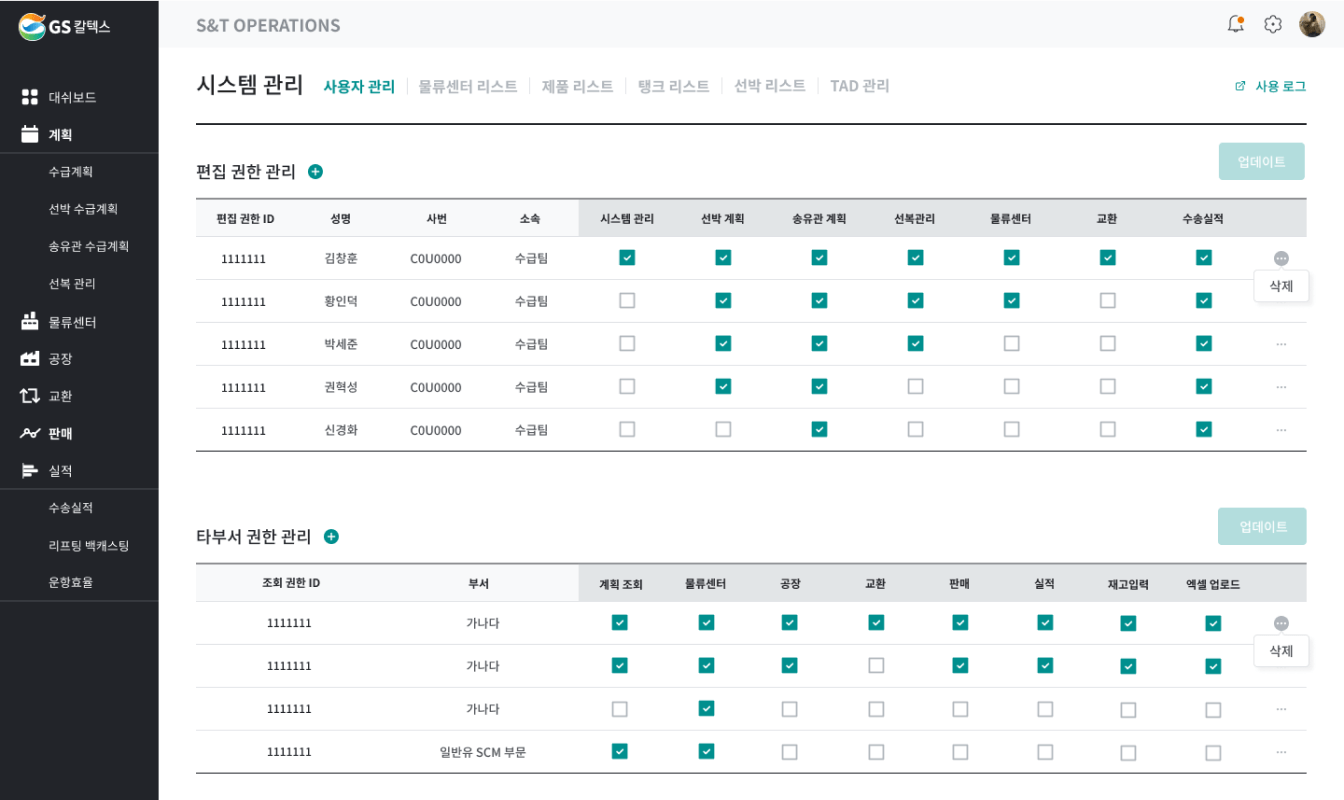 GS 칼텍스
S&T OPERATIONS
대쉬보드
계획
수급계획
선박 수급계획
송유관 수급계획
선복 관리
물류센터
공장
교환
판매
실적
수송실적
리프팅 백캐스팅
운항효율
시스템 관리 사용자 관리 물류센터 리스트 제품 리스트 탱크 리스트 선박 리스트 TAD 관리 사용 로그
편집 권한 관리 업데이트
편집 권한 ID 성명 사번 소속 시스템 관리 선박 계획 송유관 계획 선복관리 물류센터 교환 수송실적
1111111 김창훈 C0U0000 수급팀
삭제
1111111 황인덕 C0U0000 수급팀
1111111 박세준 C0U0000 수급팀
1111111 권혁성 C0U0000 수급팀
1111111 신경화 C0U0000 수급팀
타부서 권한 관리 업데이트
조회 권한 ID 부서 계획 조회 물류센터 공장 교환 판매 실적 재고입력 엑셀 업로드
1111111 가나다
삭제
1111111 가나다
1111111 가나다
1111111 일반유 SCM 부문